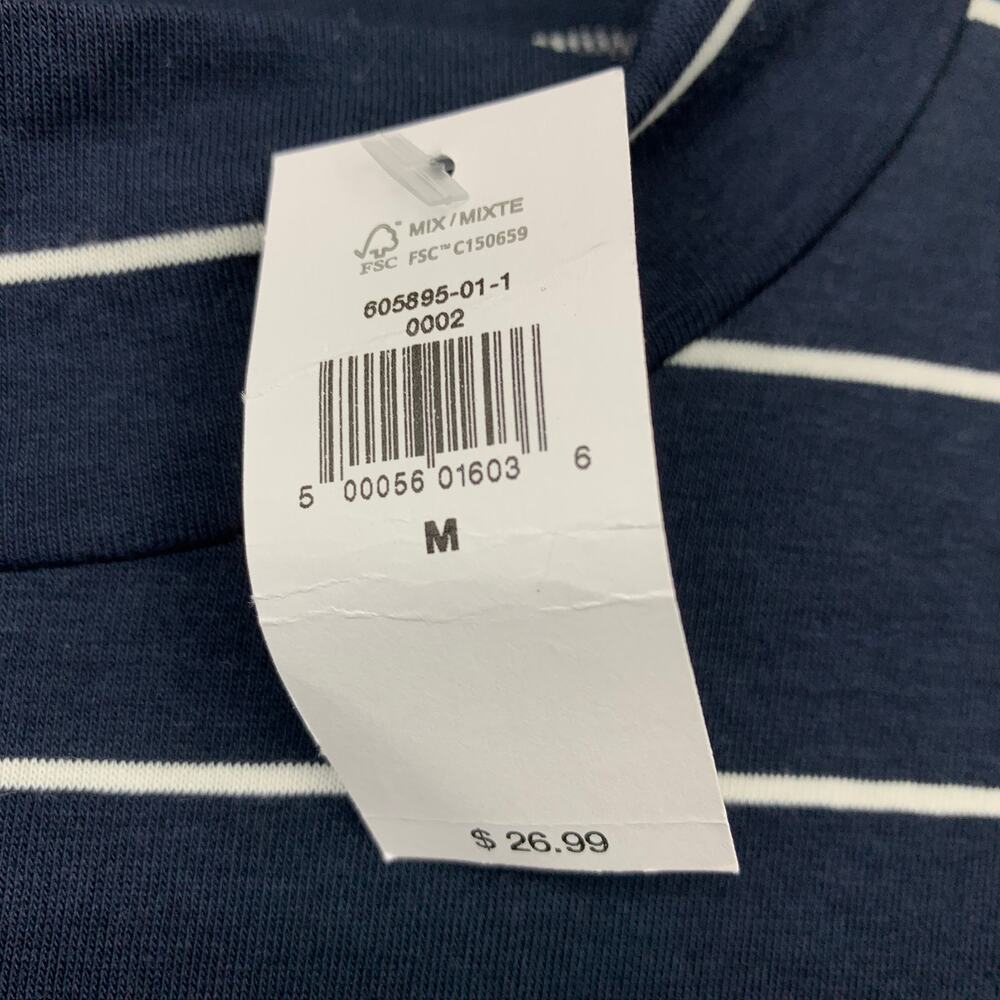 MIX / MIXTE
FSC™ C150659
FSC
605895-01-1
0002
5 00056 01603 6
M
$ 26.99